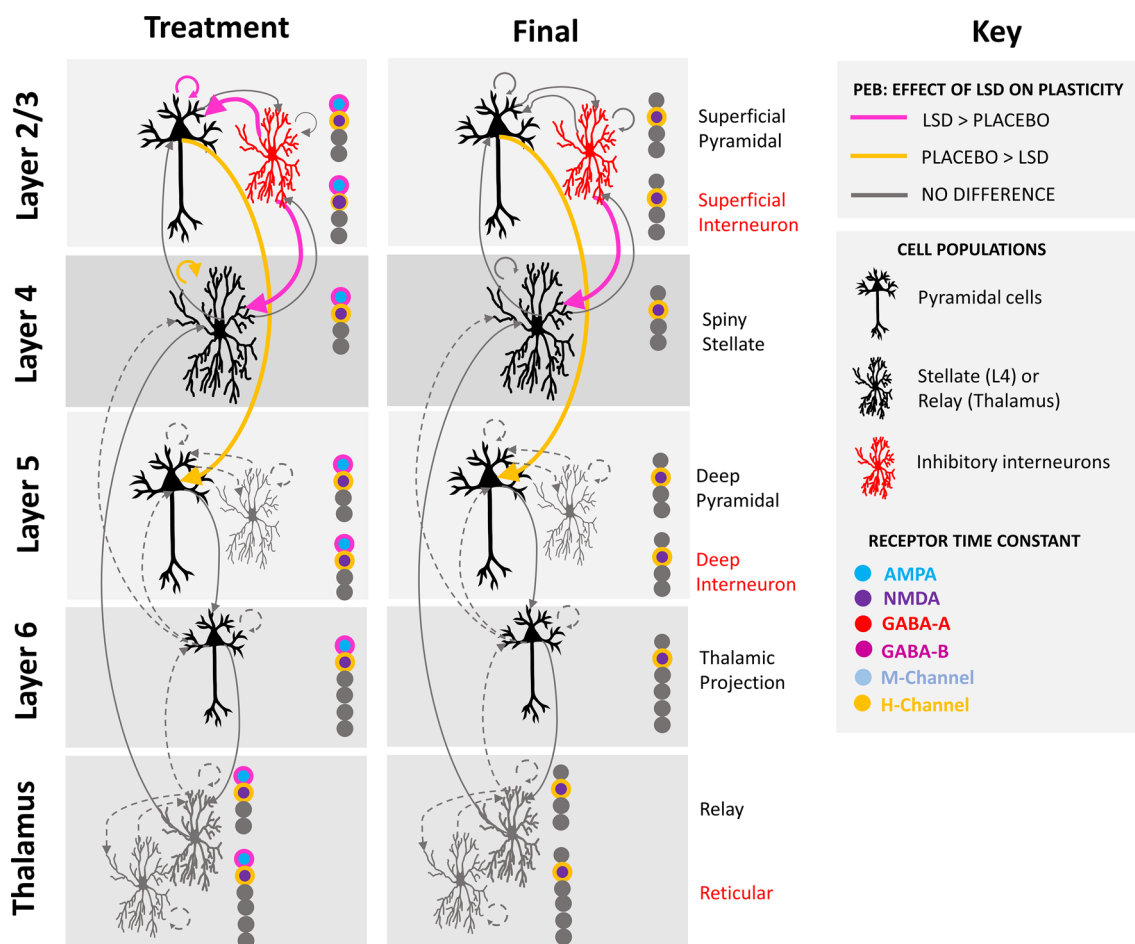 Treatment
Final
Key
Layer 2/3
Superficial
Pyramidal
Superficial
Interneuron
Layer 4
Spiny
Stellate
Layer 5
Deep
Pyramidal
Deep
Interneuron
Layer 6
Thalamic
Projection
Thalamus
Relay
Reticular
PEB: EFFECT OF LSD ON PLASTICITY
LSD > PLACEBO
PLACEBO > LSD
NO DIFFERENCE
CELL POPULATIONS
Pyramidal cells
Stellate (L4) or
Relay (Thalamus)
Inhibitory interneurons
RECEPTOR TIME CONSTANT
AMPA
NMDA
GABA-A
GABA-B
M-Channel
H-Channel